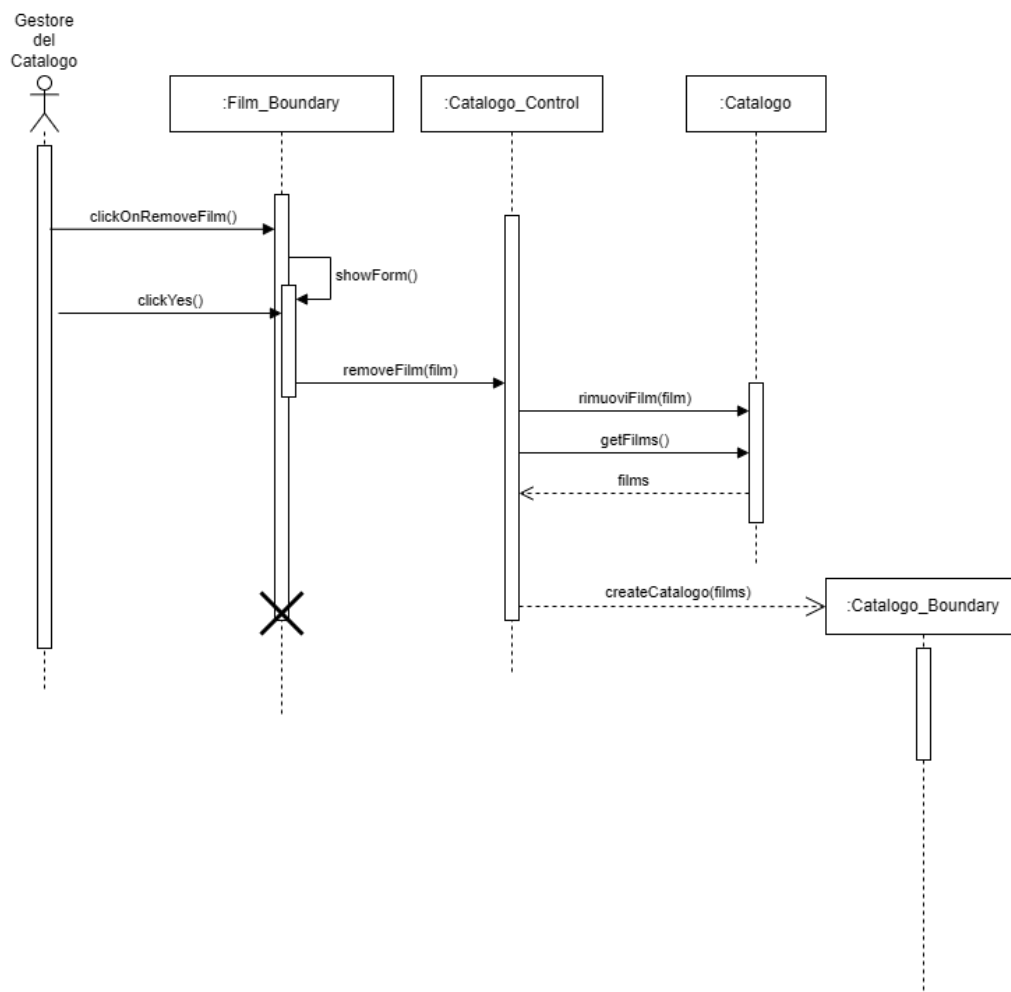 Gestore
del
Catalogo
:Film_Boundary
:Catalogo_Control
:Catalogo
clickOnRemoveFilm()
showForm()
clickYes()
removeFilm(film)
rimuoviFilm(film)
getFilms()
films
createCatalogo(films)
:Catalogo_Boundary